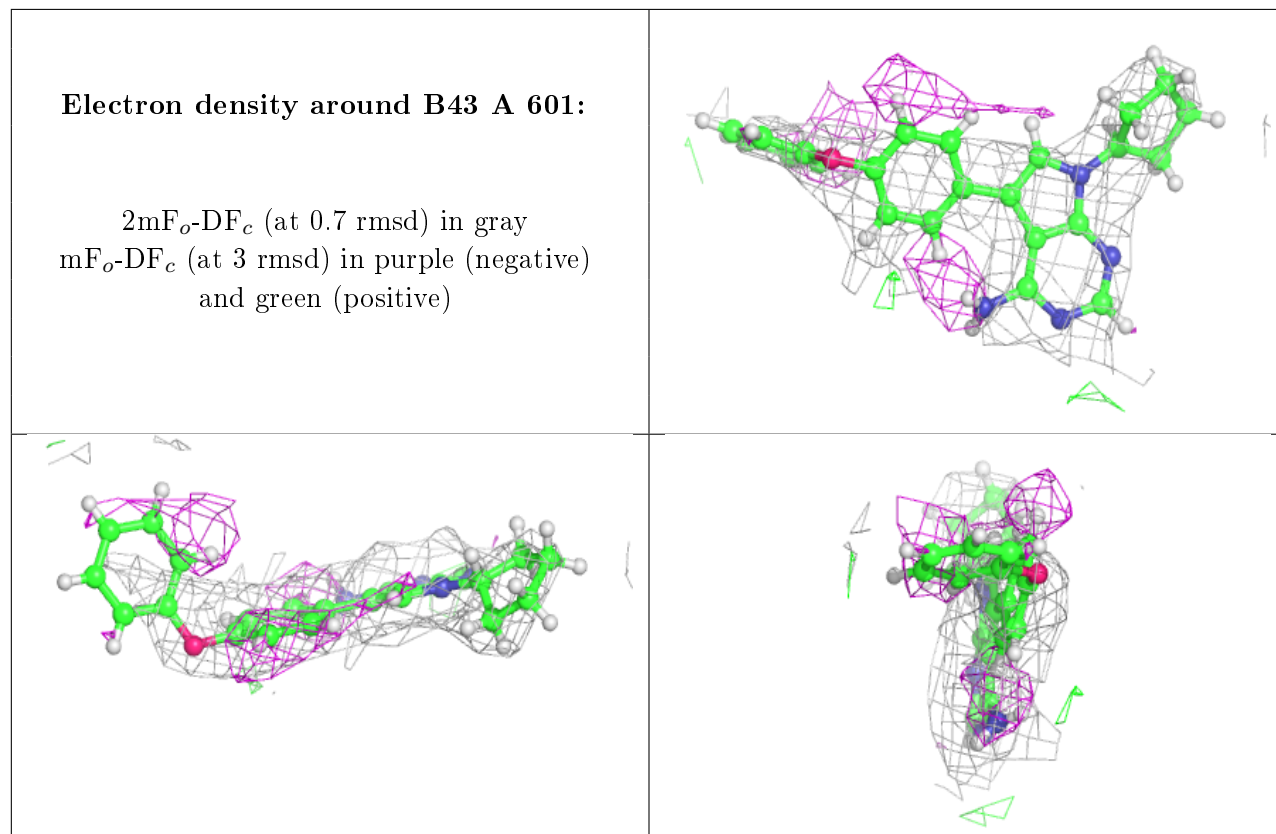 Electron density around B43 A 601:
2mFo-DFc (at 0.7 rmsd) in gray
mFo-DFc (at 3 rmsd) in purple (negative)
and green (positive)